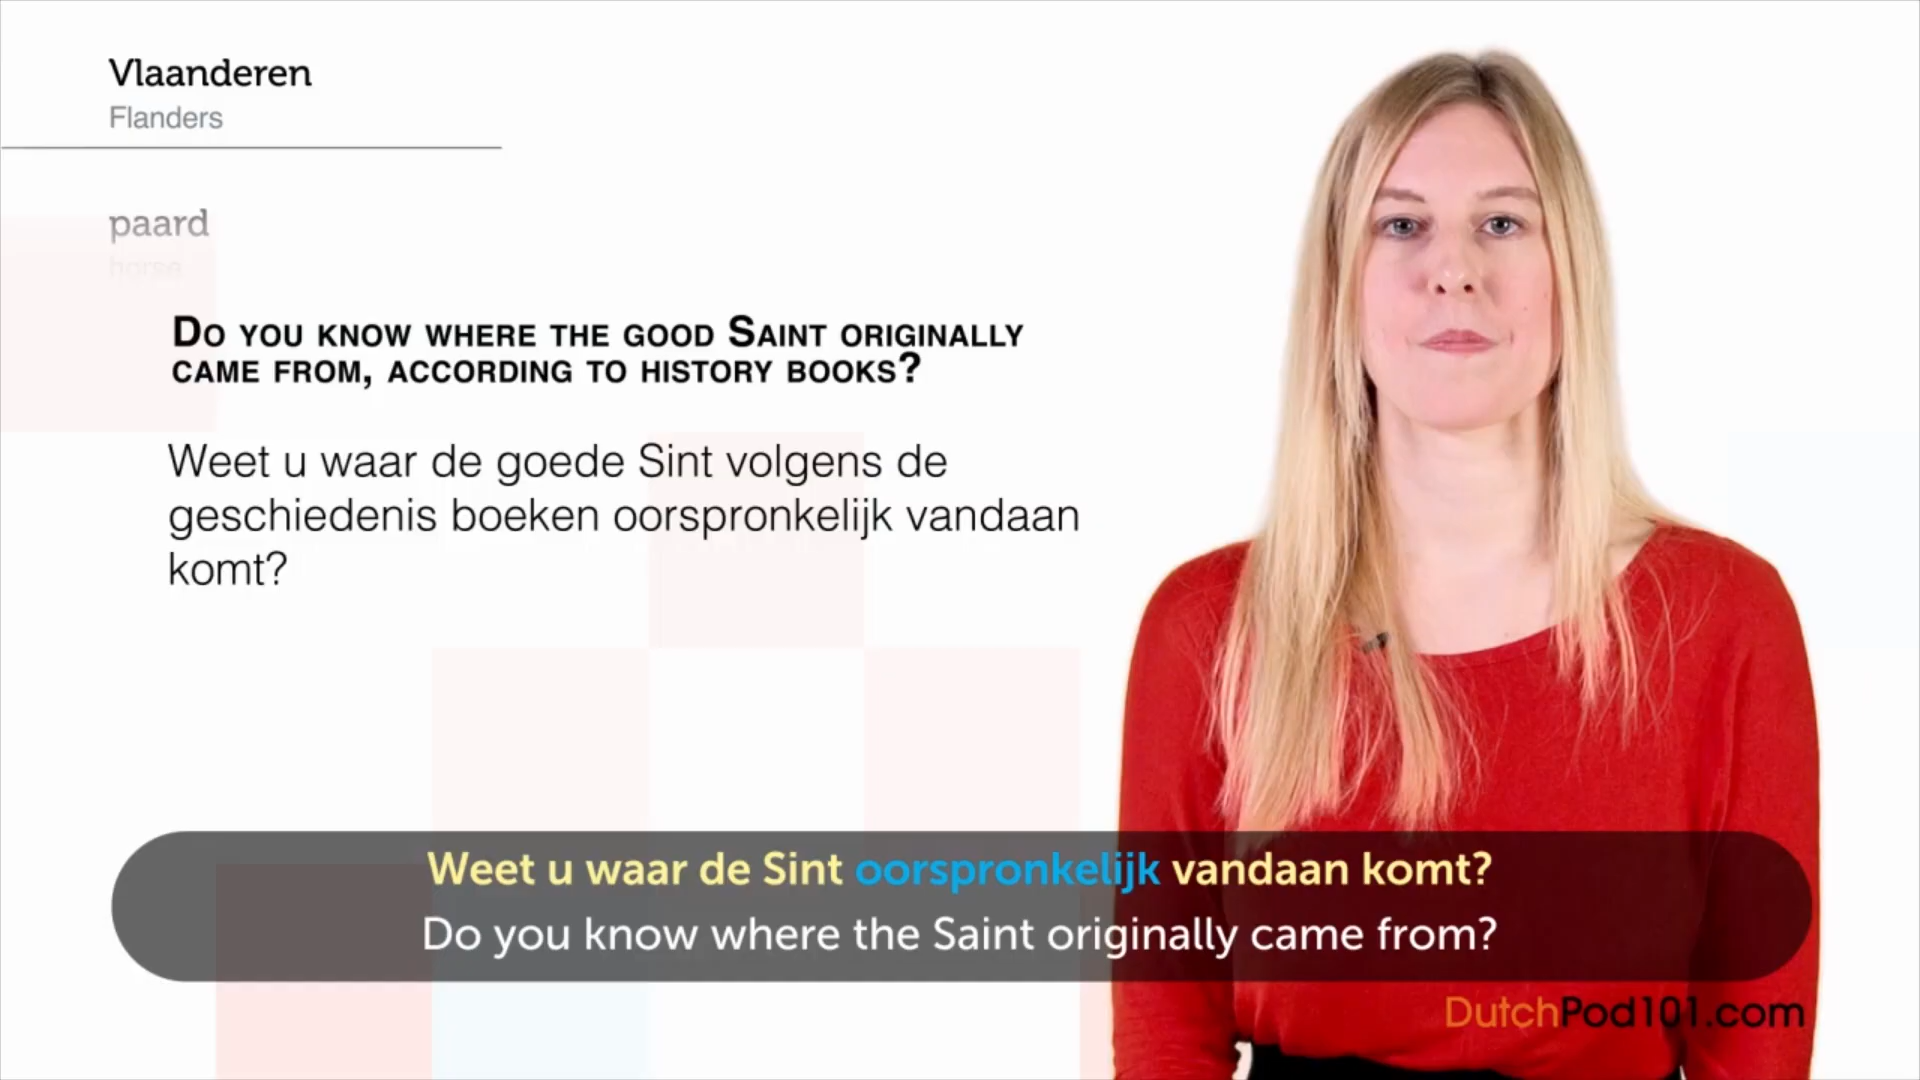 Vlaanderen
Flanders
paard
horse
Do you know where the good Saint originally
came from, according to history books?
Weet u waar de goede Sint volgens de
geschiedenis boeken oorspronkelijk vandaan
komt?
Weet u waar de Sint oorspronkelijk vandaan komt?
Do you know where the Saint originally came from?
DutchPod101.com